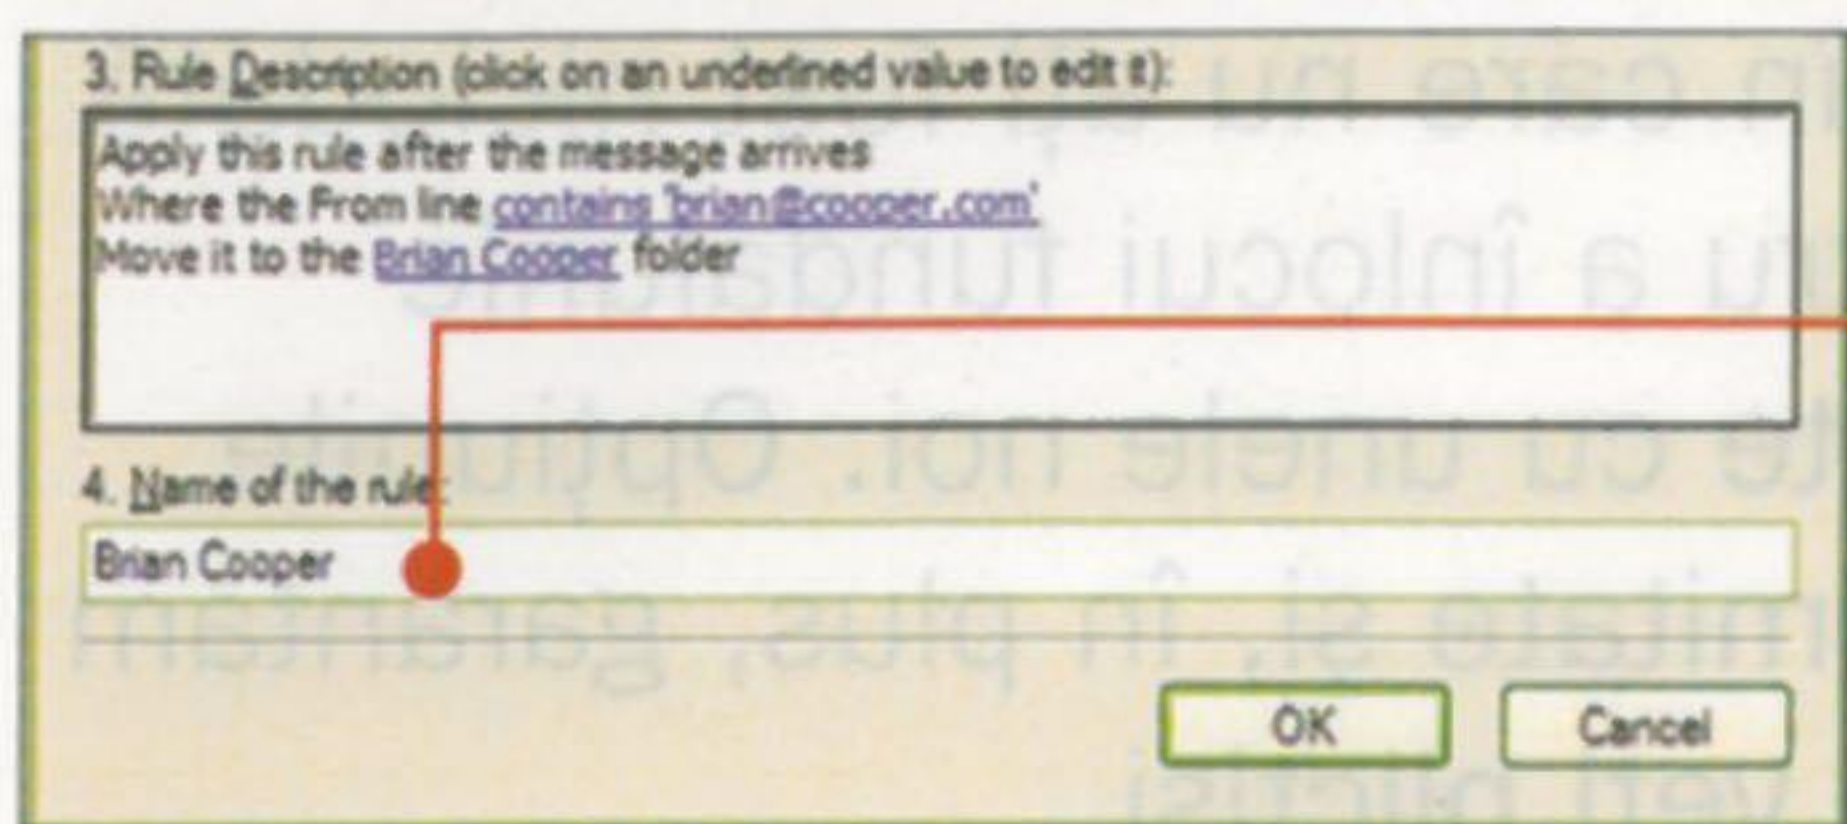 3. Rule Description (click on an underlined value to edit it):
Apply this rule after the message arrives
Where the From line contains 'brian@cooper.com'
Move it to the Brian Cooper folder
4. Name of the rule:
Brian Cooper
OK Cancel